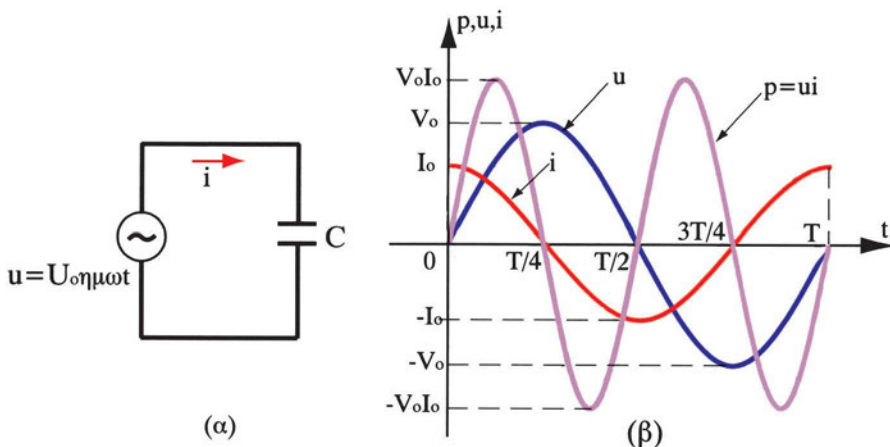 i
C
u=Uₒημωt
(α)
p,u,i
VₒIₒ
Vₒ
Iₒ
0
-Iₒ
-Vₒ
-VₒIₒ
u
i
p=ui
T/4
T/2
3T/4
T
t
(β)